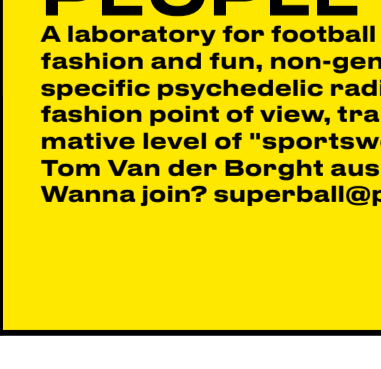 PEOPLE
A laboratory for football
fashion and fun, non-gen
specific psychedelic radi
fashion point of view, tra
mative level of "sportsw
Tom Van der Borght aus
Wanna join? superball@p